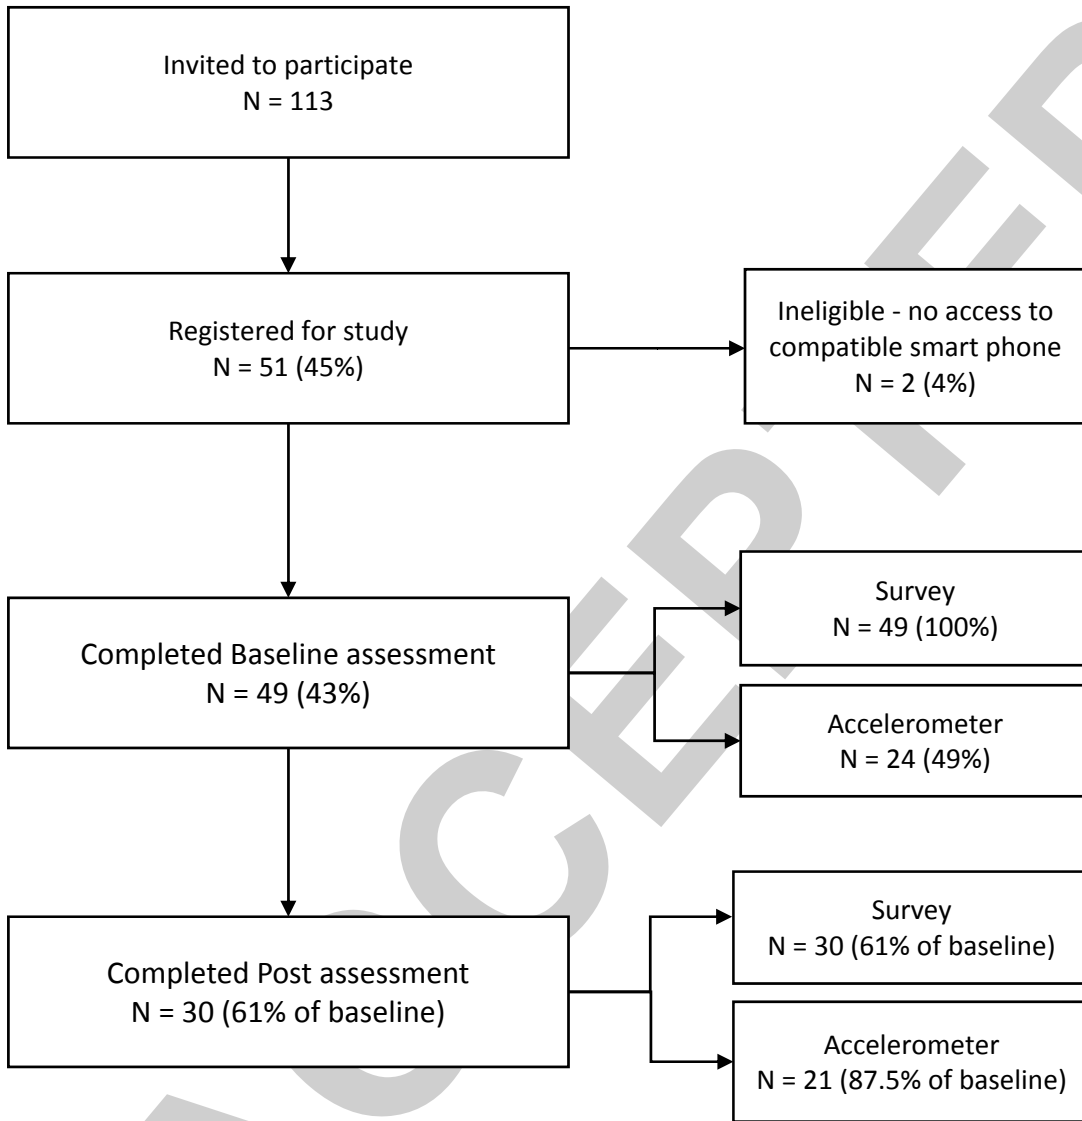 Invited to participate
N = 113
Registered for study
N = 51 (45%)
Ineligible - no access to
compatible smart phone
N = 2 (4%)
Completed Baseline assessment
N = 49 (43%)
Survey
N = 49 (100%)
Accelerometer
N = 24 (49%)
Completed Post assessment
N = 30 (61% of baseline)
Survey
N = 30 (61% of baseline)
Accelerometer
N = 21 (87.5% of baseline)
ACCEPTED